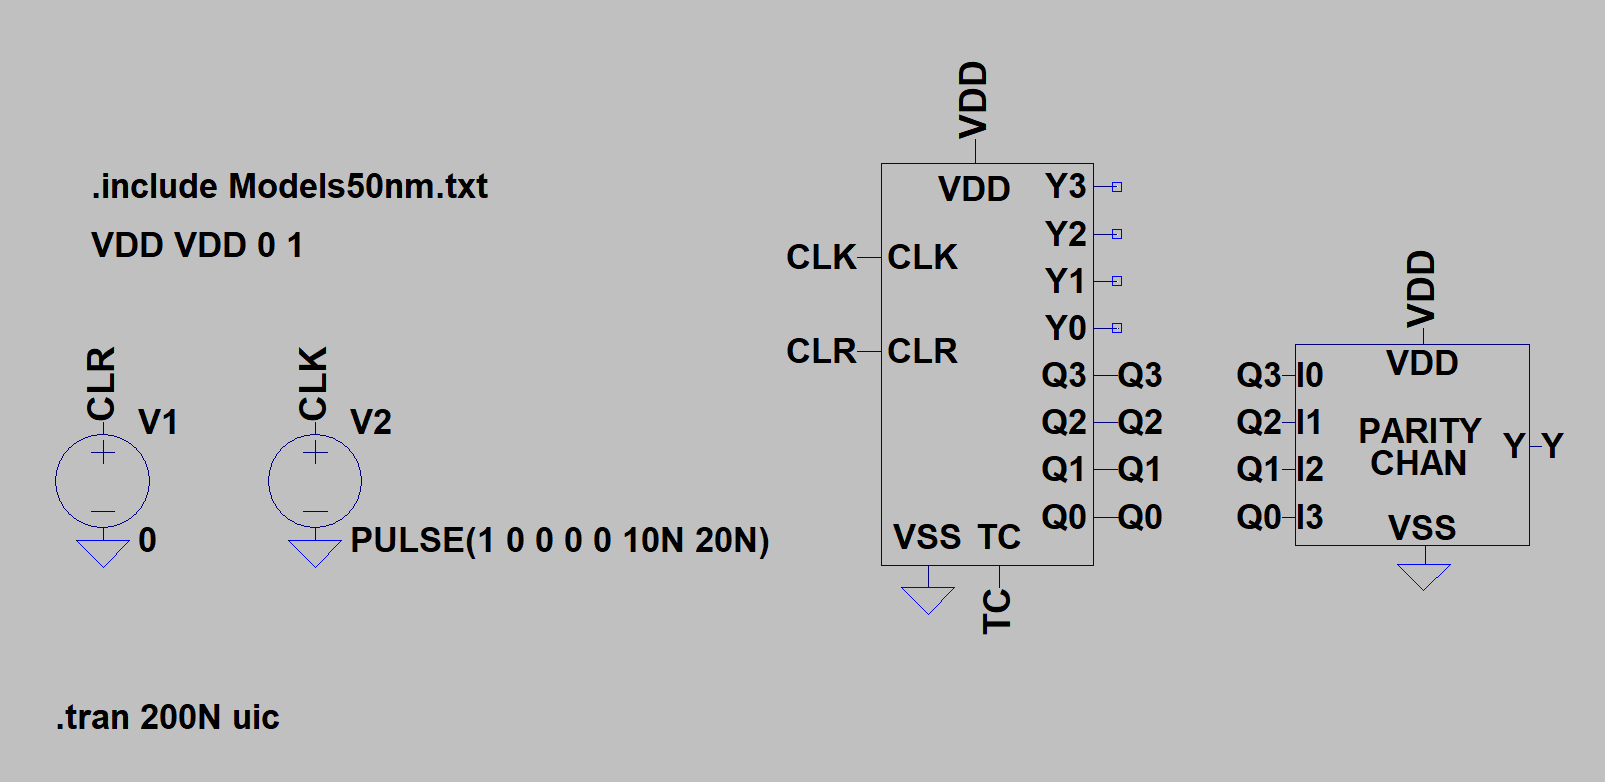 .include Models50nm.txt
VDD VDD 0 1
CLR
V1
0
CLK
V2
PULSE(1 0 0 0 0 10N 20N)
.tran 200N uic
VDD
VDD
Y3
Y2
CLK CLK
Y1
Y0
CLR CLR
Q3 Q3
Q2 Q2
Q1 Q1
Q0 Q0
VSS TC
TC
VDD
VDD
Q3 I0
Q2 I1
PARITY
CHAN
Y Y
Q1 I2
Q0 I3
VSS